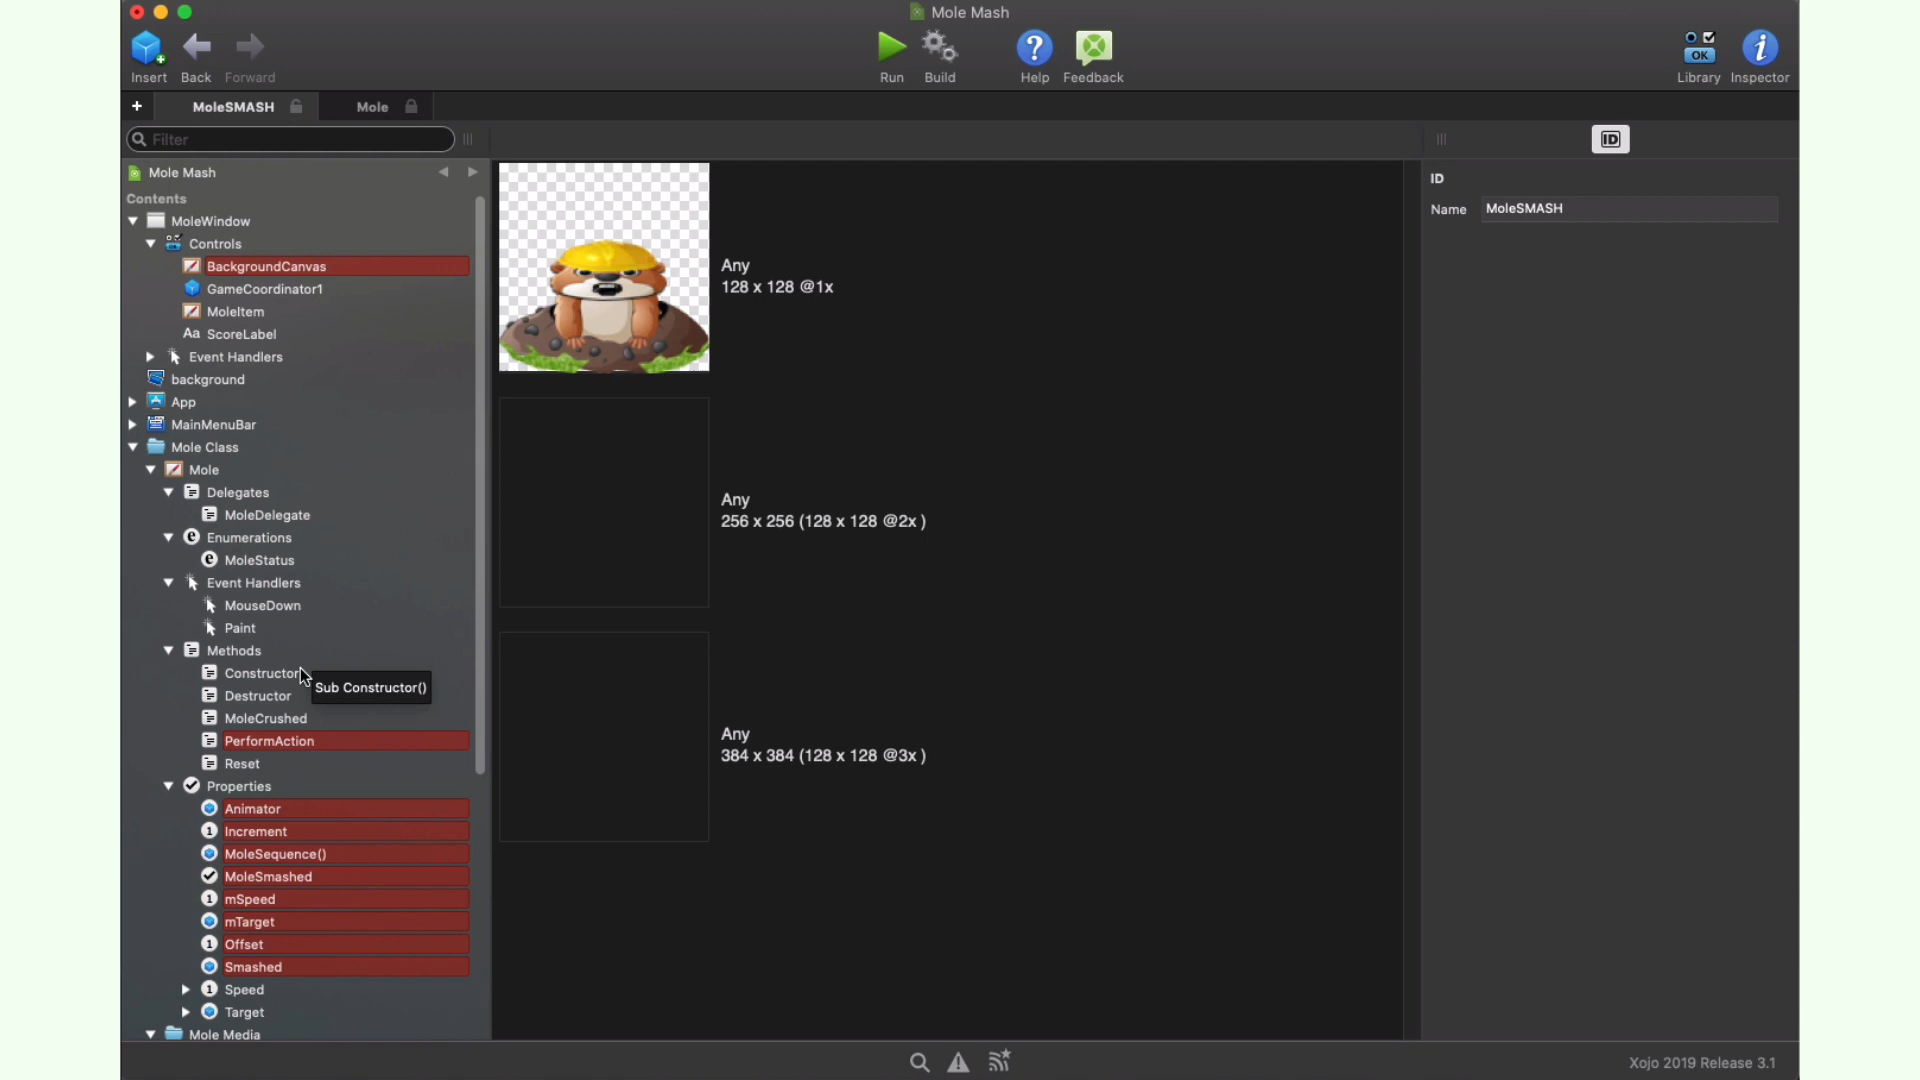 Mole Mash
Insert
Back
Forward
Run
Build
Help
Feedback
OK
Library
Inspector
+
MoleSMASH
Mole
Filter
ID
Mole Mash
Contents
MoleWindow
Controls
BackgroundCanvas
GameCoordinator1
MoleItem
Aa ScoreLabel
Event Handlers
background
App
MainMenuBar
Mole Class
Mole
Delegates
MoleDelegate
Enumerations
MoleStatus
Event Handlers
MouseDown
Paint
Methods
Constructor
Sub Constructor()
Destructor
MoleCrushed
PerformAction
Reset
Properties
Animator
Increment
MoleSequence()
MoleSmashed
mSpeed
mTarget
Offset
Smashed
Speed
Target
Mole Media
Any
128 x 128 @1x
Any
256 x 256 (128 x 128 @2x )
Any
384 x 384 (128 x 128 @3x )
ID
Name MoleSMASH
Xojo 2019 Release 3.1